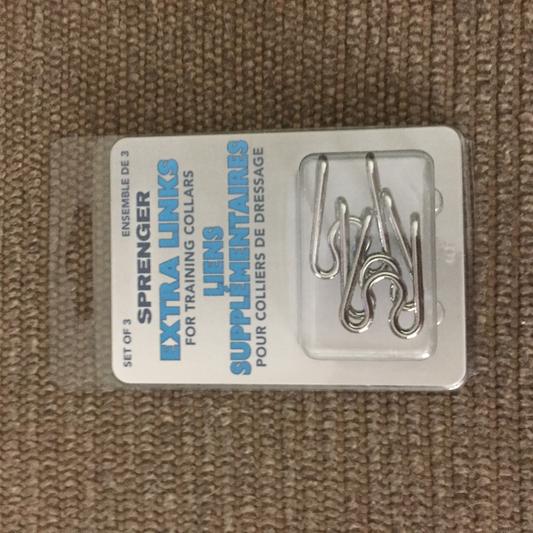 SET OF 3 ENSEMBLE DE 3
SPRENGER
EXTRA LINKS
FOR TRAINING COLLARS
LIENS
SUPPLÉMENTAIRES
POUR COLLIERS DE DRESSAGE